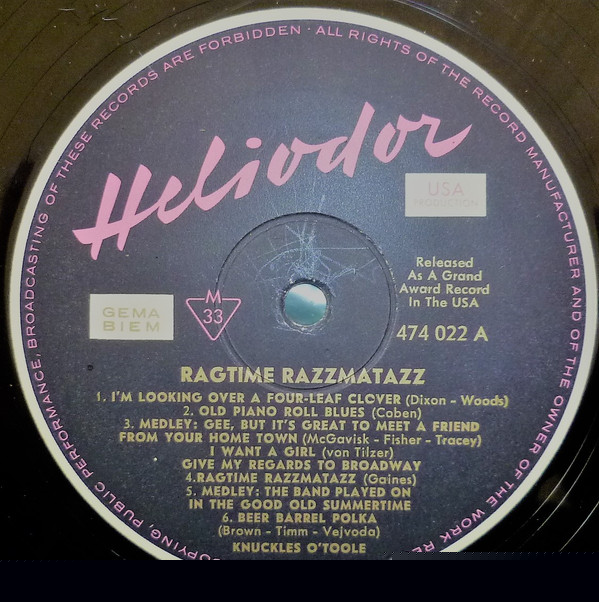 COPYING, PUBLIC PERFORMANCE, BROADCASTING OF THESE RECORDS ARE FORBIDDEN · ALL RIGHTS OF THE RECORD MANUFACTURER AND OF THE OWNER OF THE WORK RE
Heliodor
USA
PRODUCTION
Released
As A Grand
Award Record
In The USA
GEMA
BIEM
M
33
474 022 A
RAGTIME RAZZMATAZZ
1. I'M LOOKING OVER A FOUR-LEAF CLOVER (Dixon - Woods)
2. OLD PIANO ROLL BLUES (Coben)
3. MEDLEY: GEE, BUT IT'S GREAT TO MEET A FRIEND
FROM YOUR HOME TOWN (McGavisk - Fisher - Tracey)
I WANT A GIRL (von Tilzer)
GIVE MY REGARDS TO BROADWAY
4.RAGTIME RAZZMATAZZ (Gaines)
5. MEDLEY: THE BAND PLAYED ON
IN THE GOOD OLD SUMMERTIME
6. BEER BARREL POLKA
(Brown - Timm - Vejvoda)
KNUCKLES O'TOOLE